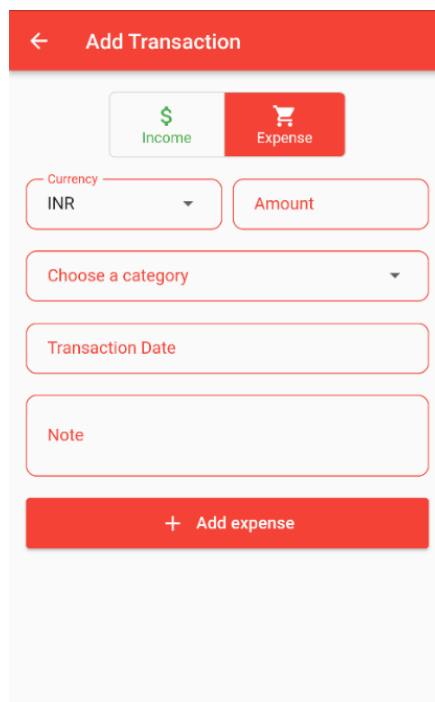 Add Transaction
$
Income
Expense
Currency
INR
Amount
Choose a category
Transaction Date
Note
+ Add expense